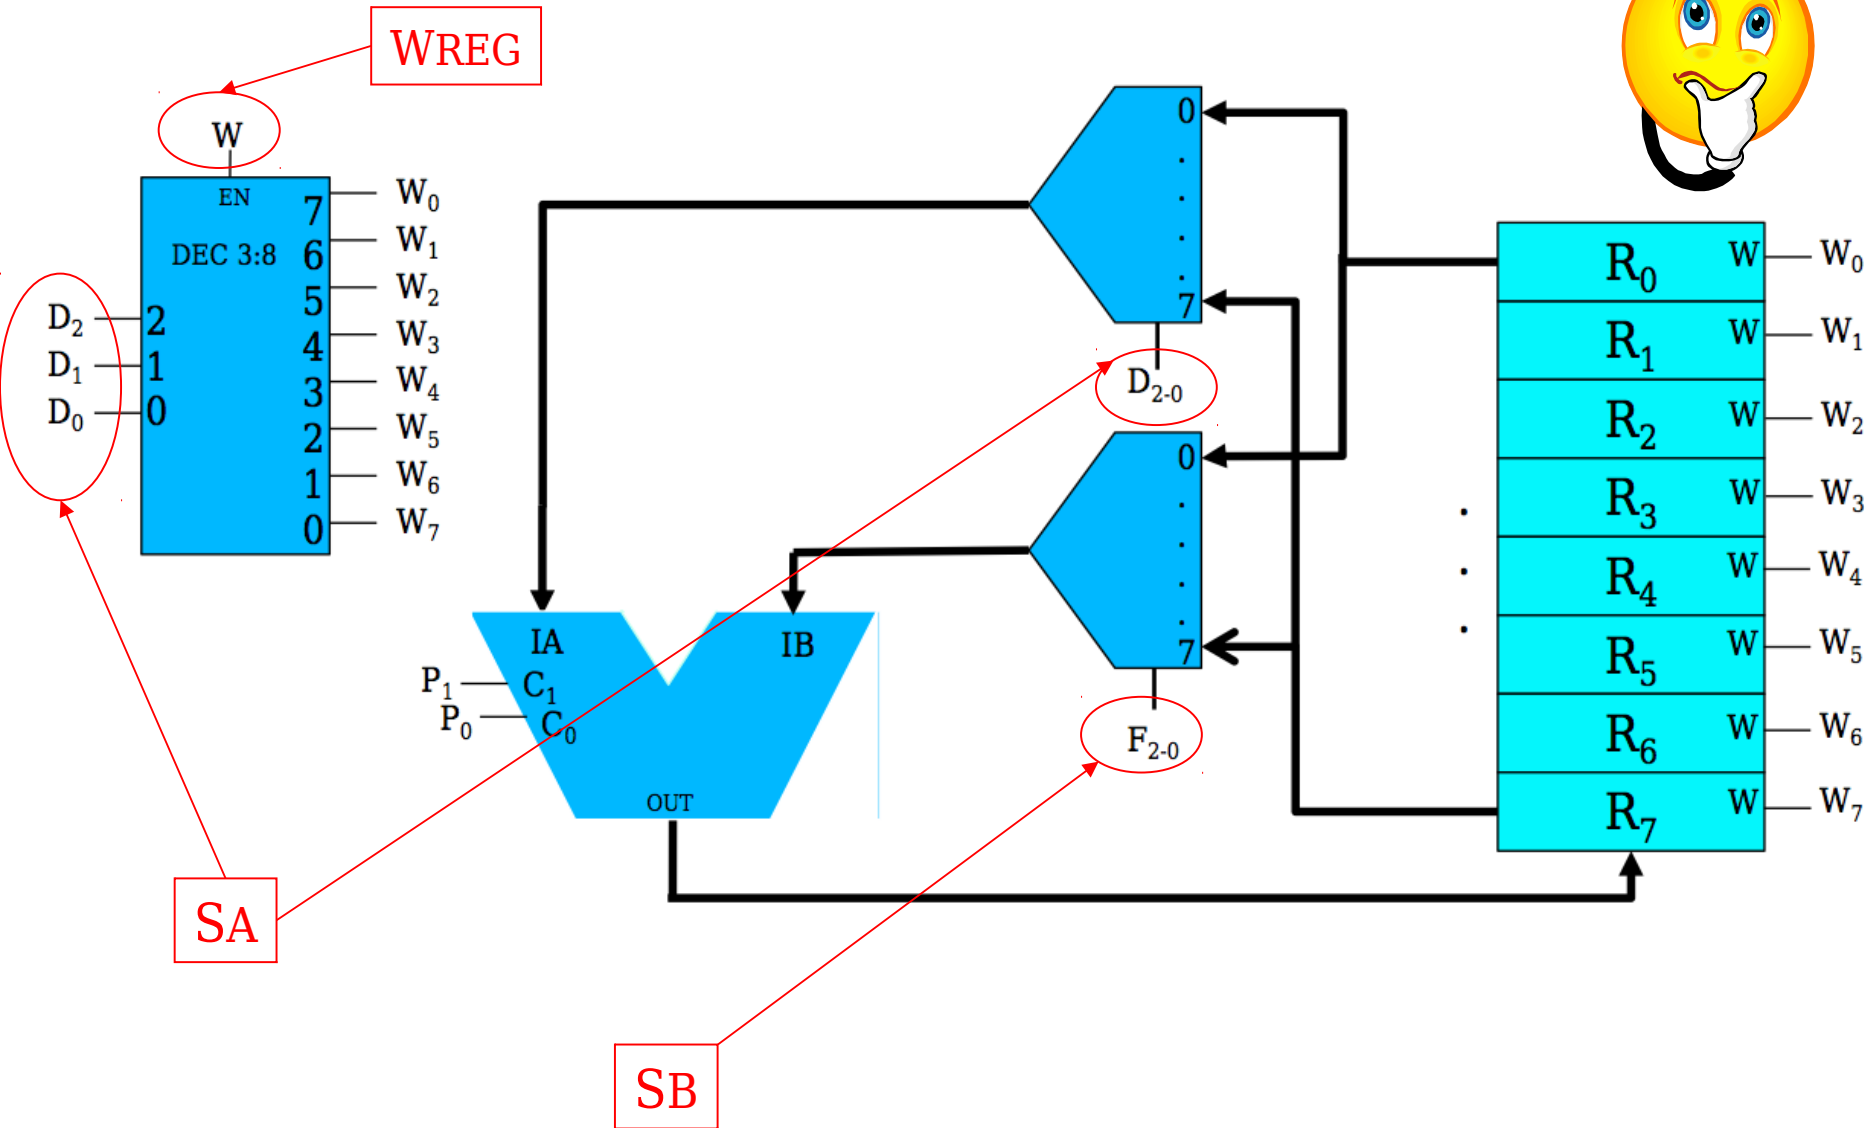 WREG
W
EN
DEC 3:8
7 W0
6 W1
5 W2
4 W3
3 W4
2 W5
1 W6
0 W7
D2 2
D1 1
D0 0
0
.
.
.
.
7
D2-0
0
.
.
.
.
7
F2-0
IA
IB
P1 C1
P0 C0
OUT
.
.
.
R0 W W0
R1 W W1
R2 W W2
R3 W W3
R4 W W4
R5 W W5
R6 W W6
R7 W W7
SA
SB